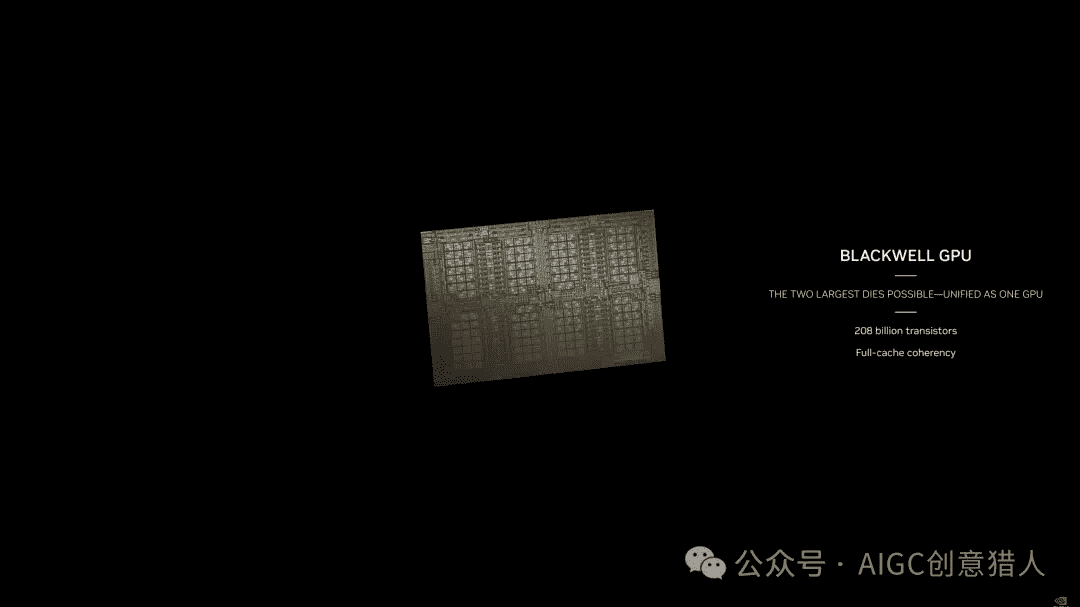 BLACKWELL GPU
THE TWO LARGEST DIES POSSIBLE—UNIFIED AS ONE GPU
208 billion transistors
Full-cache coherency
公众号 · AIGC创意猎人